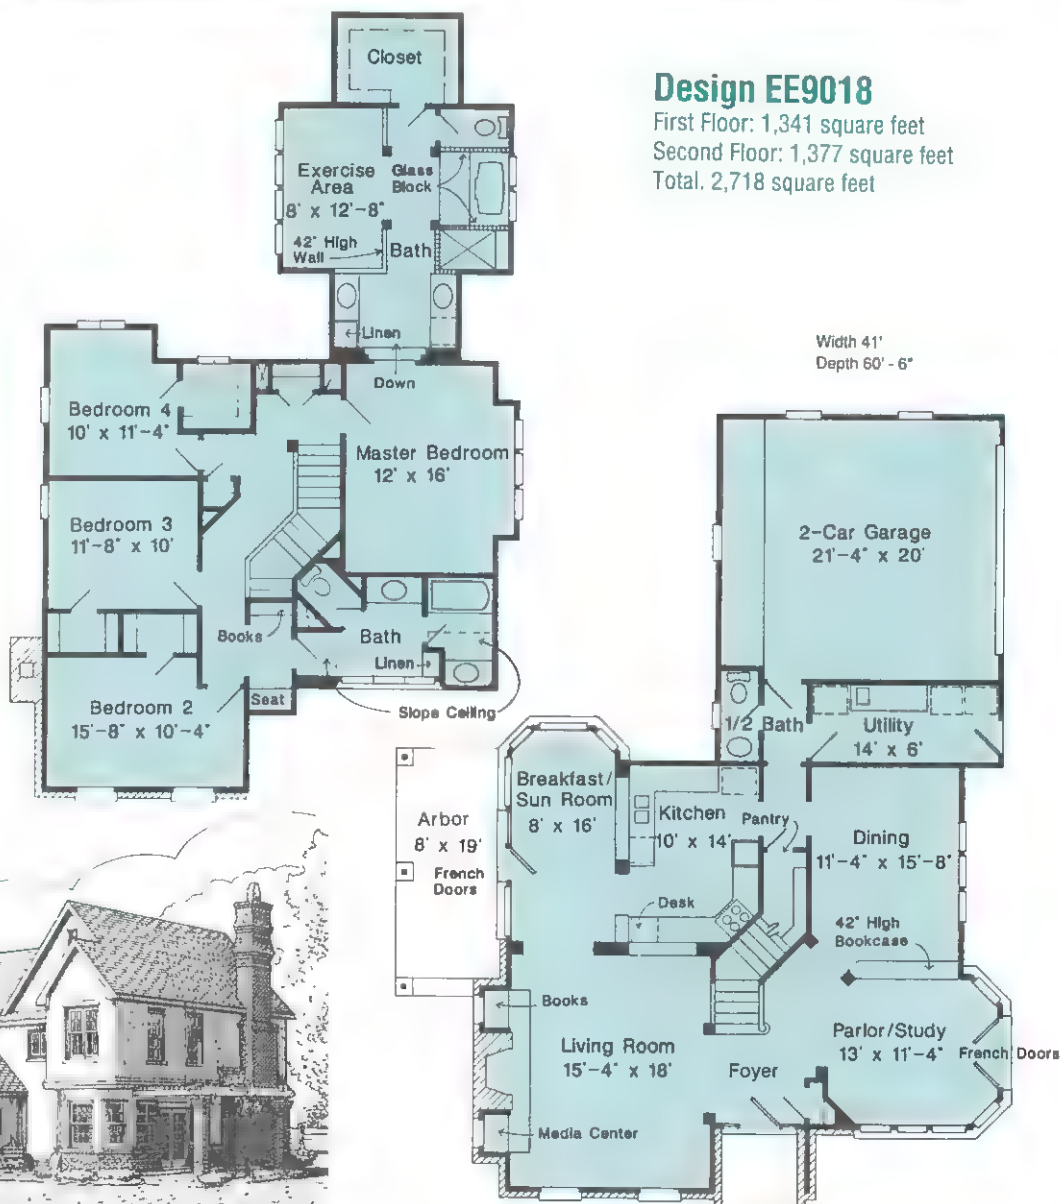 Design EE9018
First Floor: 1,341 square feet
Second Floor: 1,377 square feet
Total. 2,718 square feet
Width 41'
Depth 60' - 6"
Closet
Exercise
Area
8' x 12'-8"
Glass
Block
42" High
Wall
Bath
Linen
Down
Bedroom 4
10' x 11'-4"
Master Bedroom
12' x 16'
Bedroom 3
11'-8" x 10'
Books
Bath
Linen
Bedroom 2
15'-8" x 10'-4"
Seat
Slope Ceiling
2-Car Garage
21'-4" x 20'
1/2 Bath
Utility
14' x 6'
Breakfast/
Sun Room
8' x 16'
Kitchen
10' x 14'
Pantry
Dining
11'-4" x 15'-8"
Arbor
8' x 19'
French
Doors
Desk
42" High
Bookcase
Books
Living Room
15'-4" x 18'
Foyer
Parlor/Study
13' x 11'-4"
French Doors
Media Center